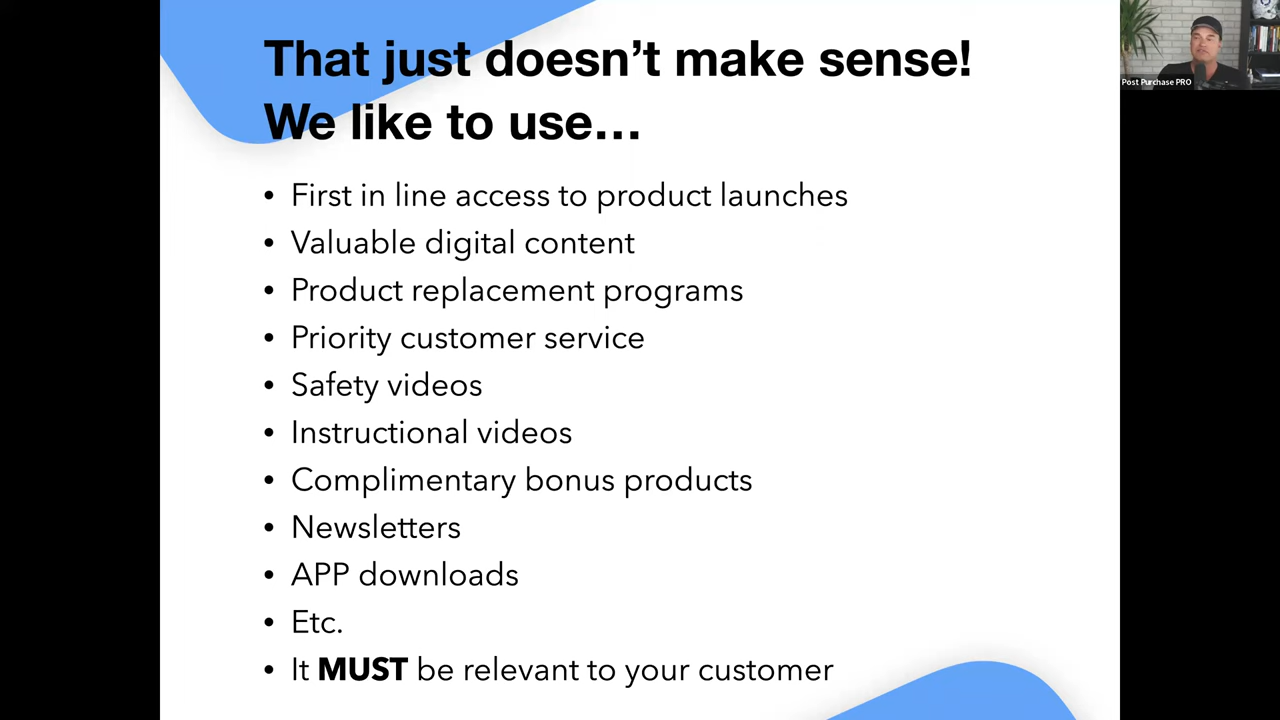 That just doesn’t make sense!
We like to use…
• First in line access to product launches
• Valuable digital content
• Product replacement programs
• Priority customer service
• Safety videos
• Instructional videos
• Complimentary bonus products
• Newsletters
• APP downloads
• Etc.
• It MUST be relevant to your customer
Post Purchase PRO